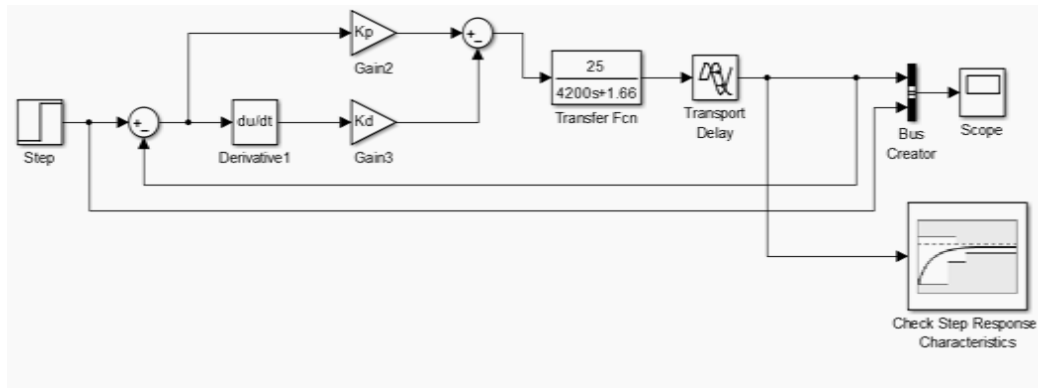 Kp
+
-
Gain2
25
4200s+1.66
Transfer Fcn
Transport
Delay
Bus
Creator
Scope
Step
+
-
du/dt
Derivative1
Kd
Gain3
Check Step Response
Characteristics